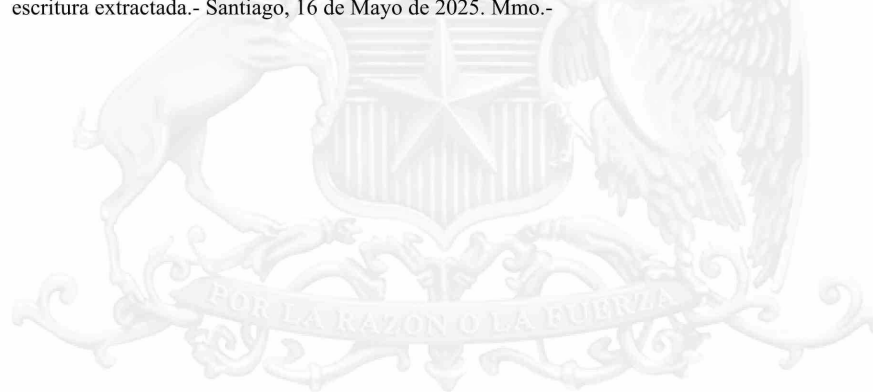 escritura extractada.- Santiago, 16 de Mayo de 2025. Mmo.-
POR LA RAZON O LA FUERZA